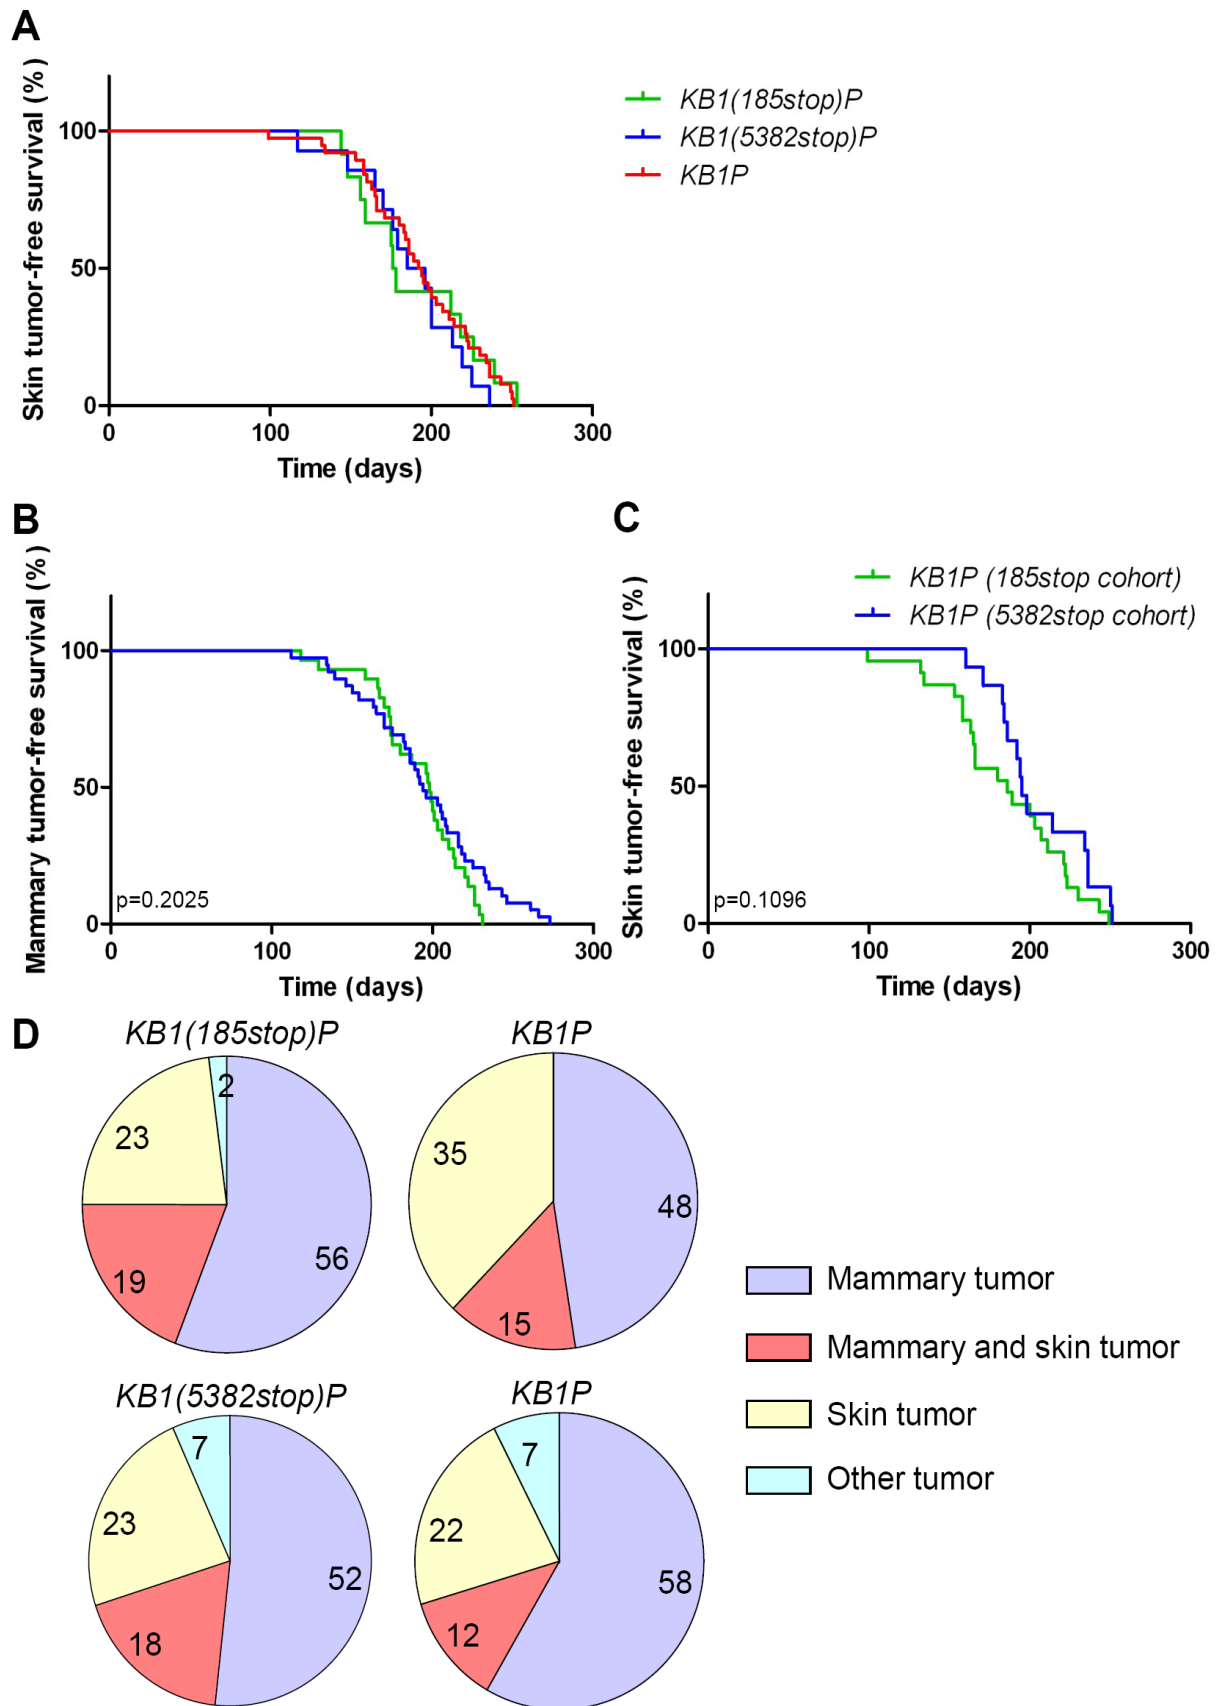 A
Skin tumor-free survival (%)
100
50
0
0 100 200 300
Time (days)
KB1(185stop)P
KB1(5382stop)P
KB1P
B
Mammary tumor-free survival (%)
100
50
0
p=0.2025
0 100 200 300
Time (days)
C
Skin tumor-free survival (%)
KB1P (185stop cohort)
KB1P (5382stop cohort)
100
50
0
p=0.1096
0 100 200 300
Time (days)
D
KB1(185stop)P
2
23
19
56
KB1P
35
48
15
KB1(5382stop)P
7
23
18
52
KB1P
7
22
12
58
Mammary tumor
Mammary and skin tumor
Skin tumor
Other tumor